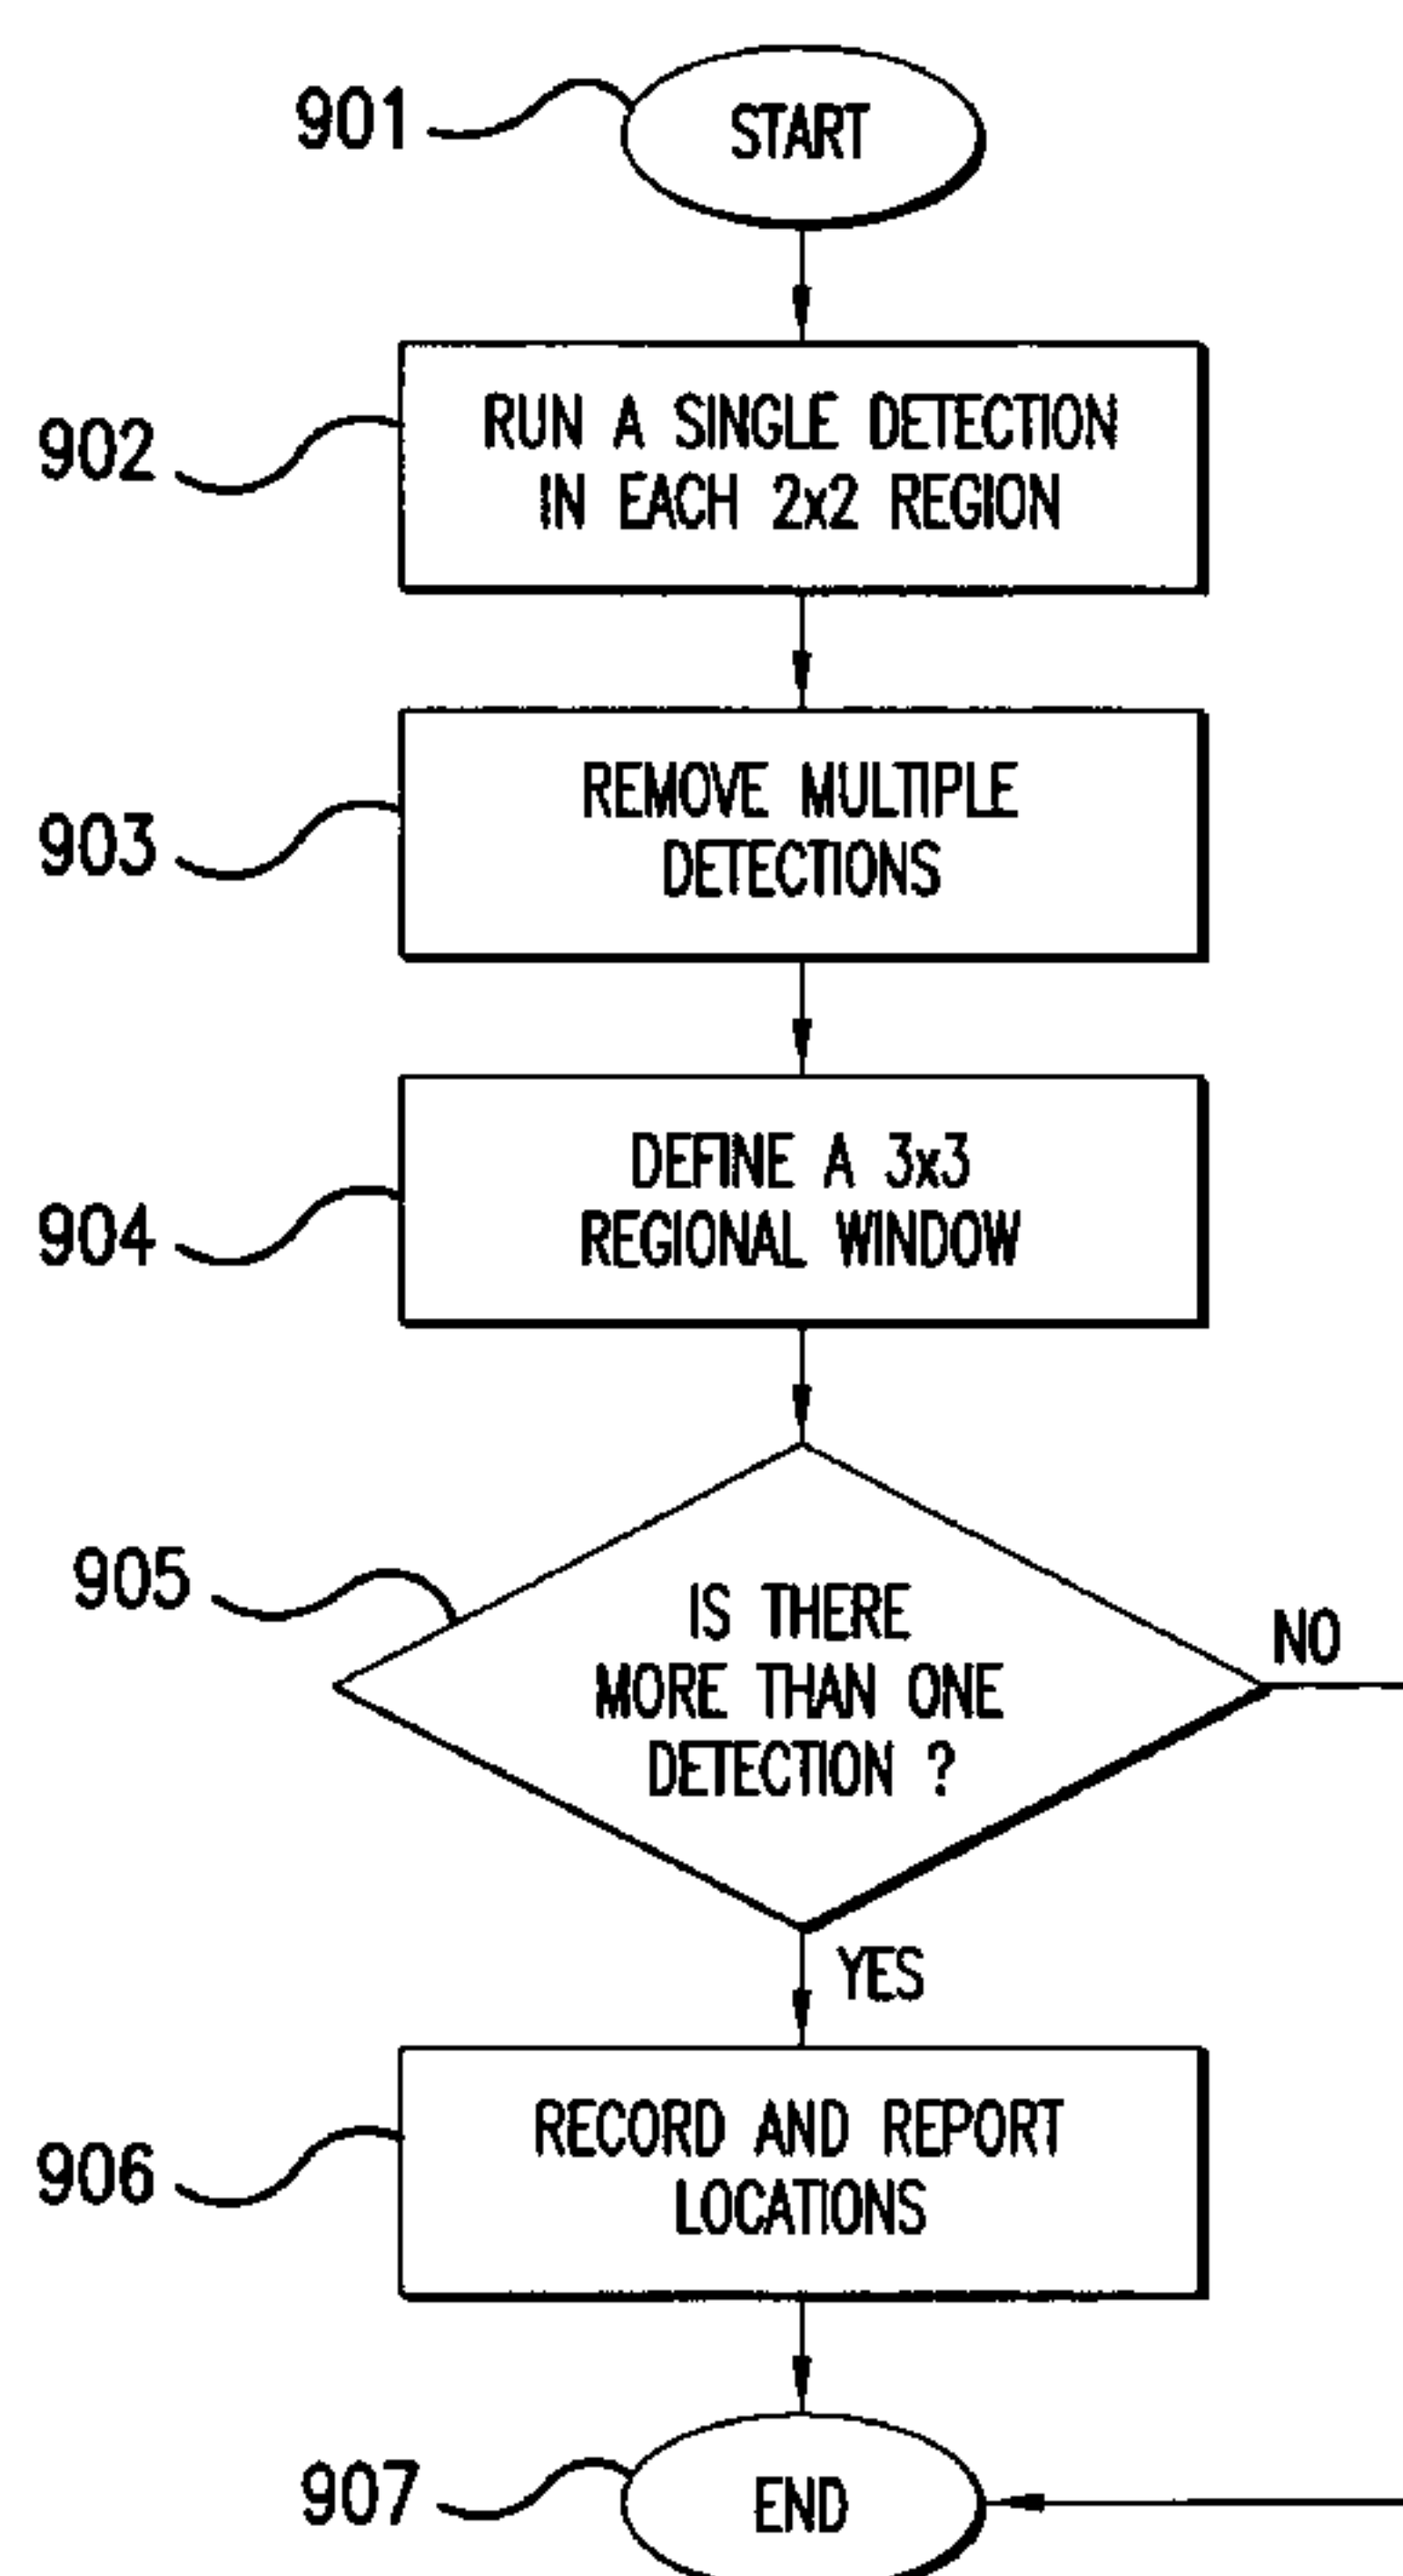 901
START
902
RUN A SINGLE DETECTION
IN EACH 2x2 REGION
903
REMOVE MULTIPLE
DETECTIONS
904
DEFINE A 3x3
REGIONAL WINDOW
905
IS THERE
MORE THAN ONE
DETECTION ?
NO
YES
906
RECORD AND REPORT
LOCATIONS
907
END